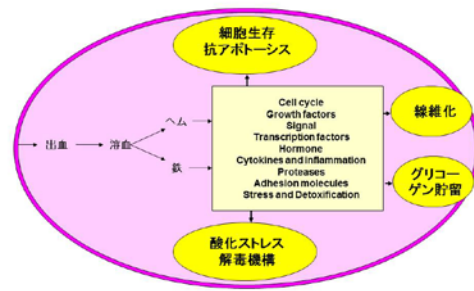 細胞生存
抗アポトーシス
Cell cycle
Growth factors
Signal
Transcription factors
Hormone
Cytokines and inflammation
Proteases
Adhesion molecules
Stress and Detoxification
ヘム
鉄
出血
溶血
線維化
グリコー
ゲン貯留
酸化ストレス
解毒機構